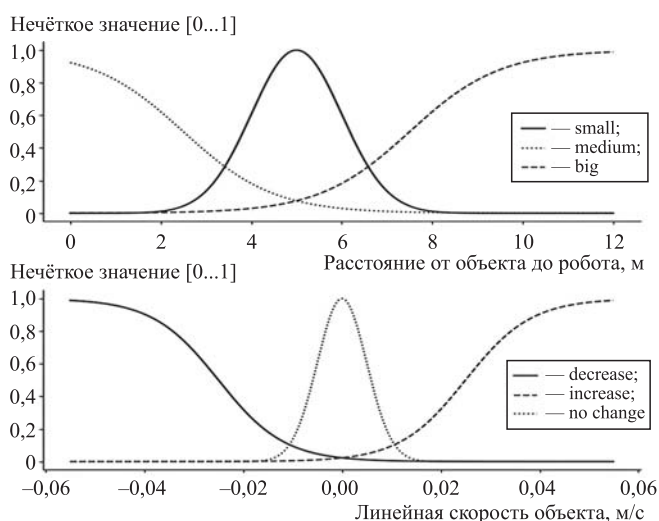 Нечёткое значение [0...1]
1,0
0,8
0,6
0,4
0,2
0
— small;
— medium;
— big
0 2 4 6 8 10 12
Расстояние от объекта до робота, м
Нечёткое значение [0...1]
1,0
0,8
0,6
0,4
0,2
0
— decrease;
— increase;
— no change
–0,06 –0,04 –0,02 0,00 0,02 0,04 0,06
Линейная скорость объекта, м/с